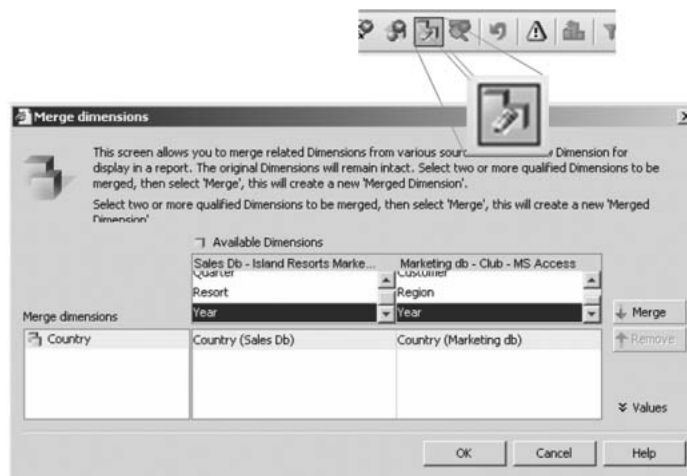 Merge dimensions
This screen allows you to merge related Dimensions from various sour Dimension for
display in a report. The original Dimensions will remain intact. Select two or more qualified Dimensions to be
merged, then select 'Merge', this will create a new 'Merged Dimension'.
Select two or more qualified Dimensions to be merged, then select 'Merge', this will create a new 'Merged
Dimension'
Available Dimensions
Sales Db - Island Resorts Marke... Marketing db - Club - MS Access
Quarter Customer
Resort Region
Year Year
Merge dimensions
Merge
Country Country (Sales Db) Country (Marketing db)
Remove
Values
OK Cancel Help